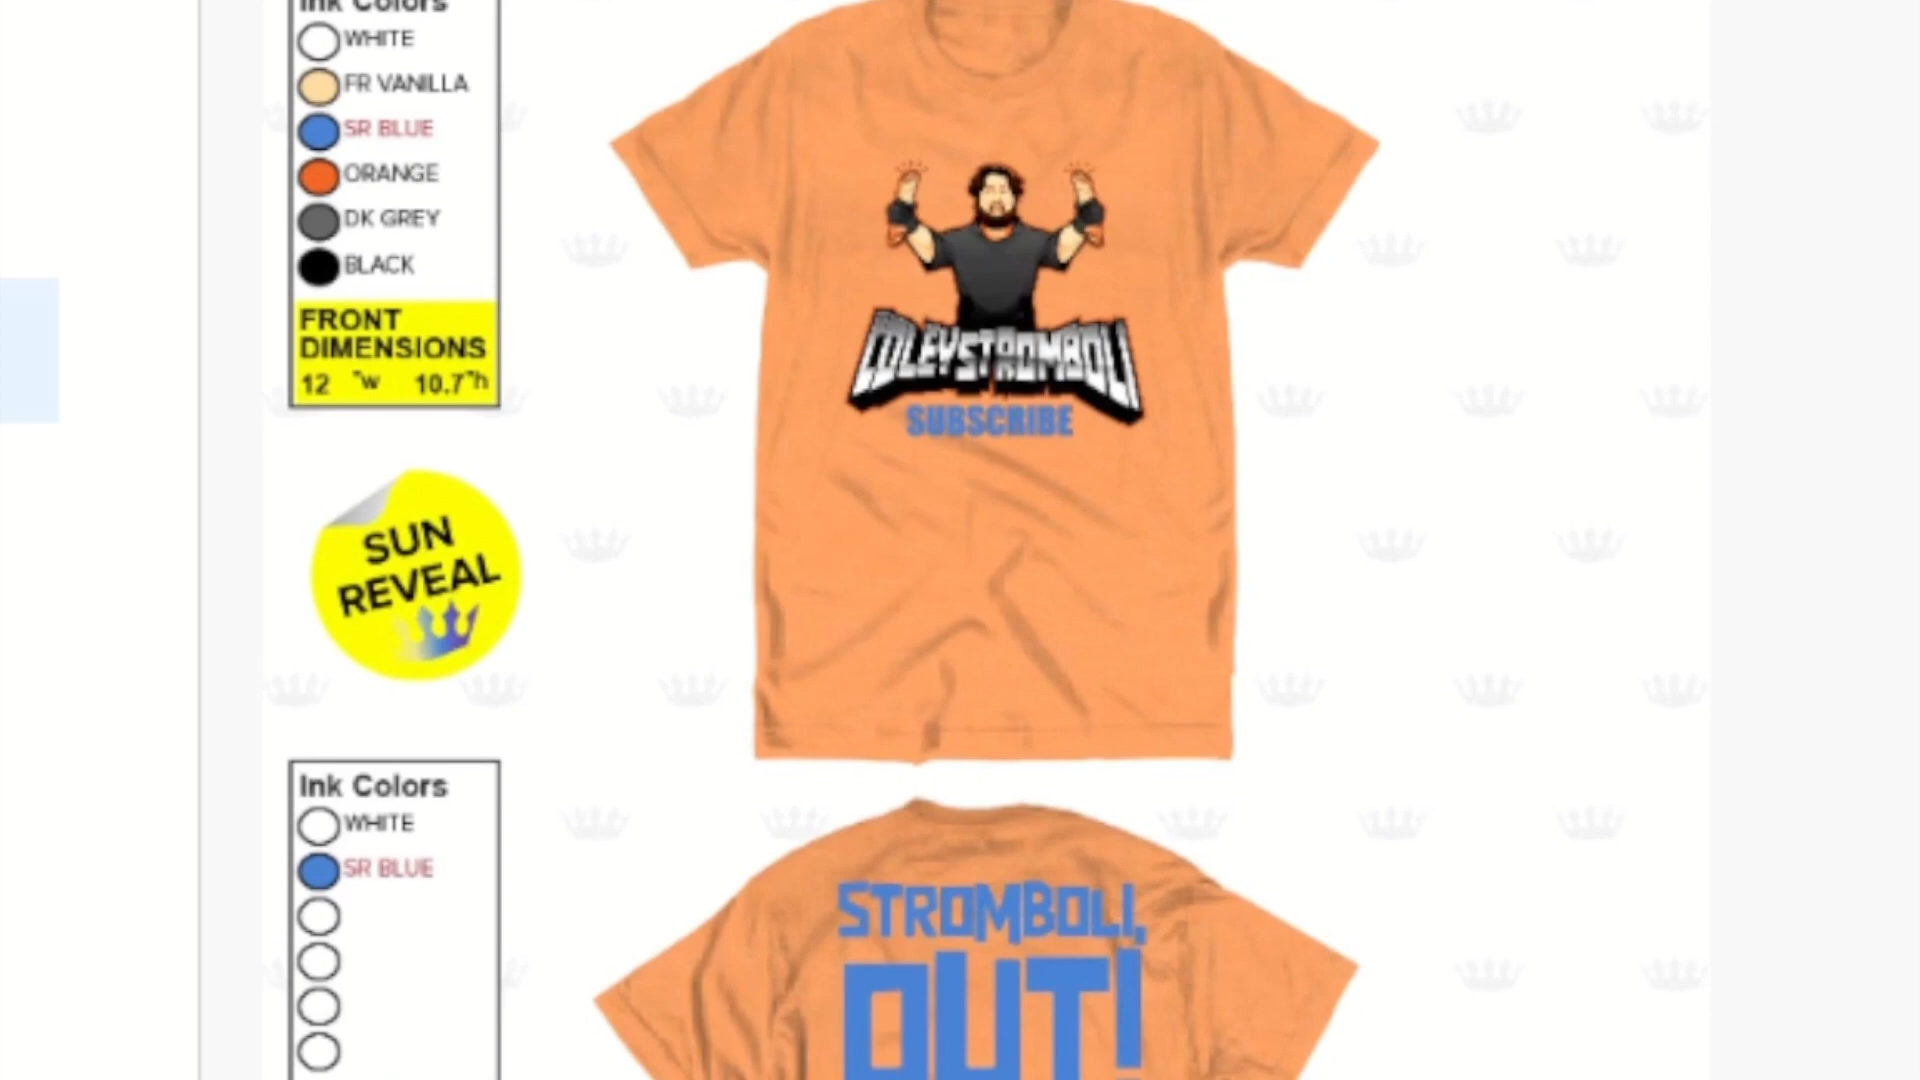 Ink Colors
WHITE
FR VANILLA
SR BLUE
ORANGE
DK GREY
BLACK
FRONT
DIMENSIONS
12 "w 10.7"h
COLEYSTROMBOLI
SUBSCRIBE
SUN
REVEAL
Ink Colors
WHITE
SR BLUE
STROMBOLI,
OUT!